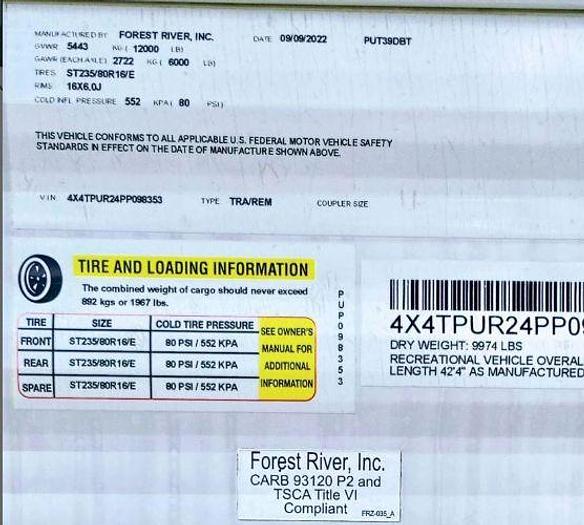 MANUFACTURED BY FOREST RIVER, INC. DATE 09/09/2022 PUT39DBT
GVWR 5443 KG ( 12000 LB)
GAWR (EACH AXLE) 2722 KG ( 6000 LB)
TIRES ST235/80R16/E
RIMS 16X6.0J
COLD INFL PRESSURE 552 KPA ( 80 PSI)
THIS VEHICLE CONFORMS TO ALL APPLICABLE U.S. FEDERAL MOTOR VEHICLE SAFETY
STANDARDS IN EFFECT ON THE DATE OF MANUFACTURE SHOWN ABOVE.
VIN 4X4TPUR24PP098353 TYPE TRA/REM COUPLER SIZE
TIRE AND LOADING INFORMATION
The combined weight of cargo should never exceed
892 kgs or 1967 lbs.
TIRE SIZE COLD TIRE PRESSURE
FRONT ST235/80R16/E 80 PSI / 552 KPA
REAR ST235/80R16/E 80 PSI / 552 KPA
SPARE ST235/80R16/E 80 PSI / 552 KPA
SEE OWNER'S
MANUAL FOR
ADDITIONAL
INFORMATION
PUP098353
4X4TPUR24PP09
DRY WEIGHT: 9974 LBS
RECREATIONAL VEHICLE OVERAL
LENGTH 42'4" AS MANUFACTURED
Forest River, Inc.
CARB 93120 P2 and
TSCA Title VI
Compliant FRZ-035_A